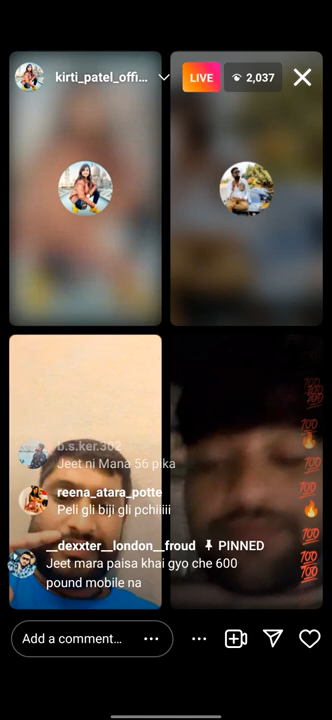 kirti_patel_offi...
LIVE
2,037
b.s.ker.302
Jeet ni Mana 56 pika
reena_atara_potte
Peli gli biji gli pchiiiii
__dexxter__london__froud PINNED
Jeet mara paisa khai gyo che 600
pound mobile na
Add a comment...